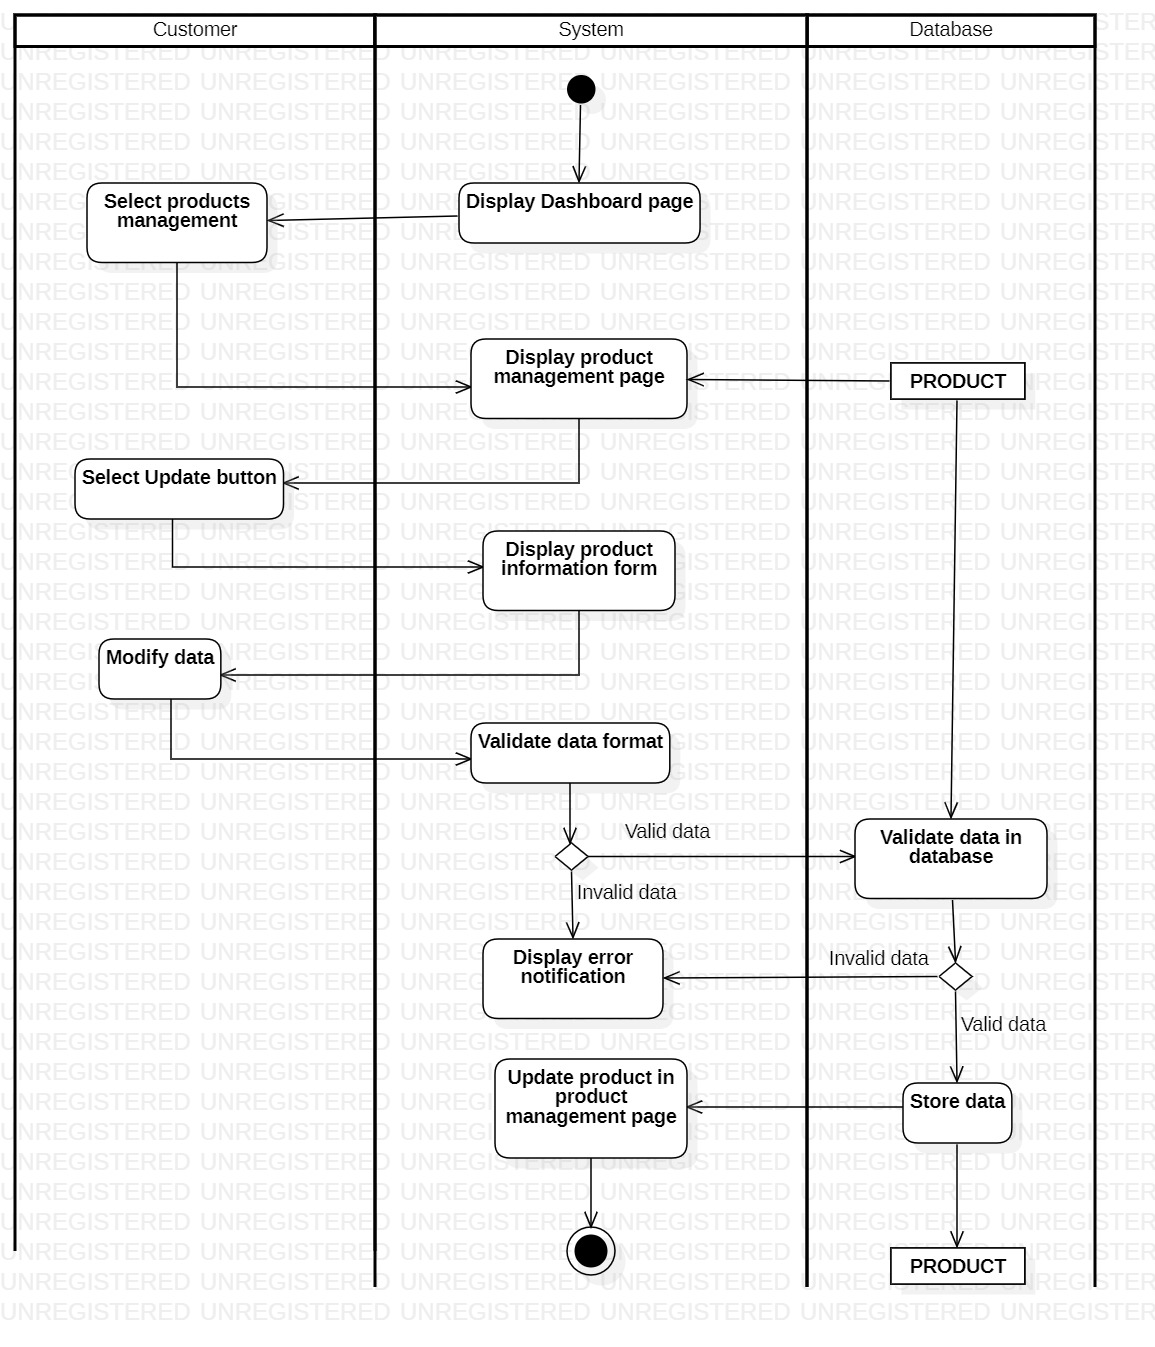 Customer
System
Database
Select products
management
Display Dashboard page
Display product
management page
PRODUCT
Select Update button
Display product
information form
Modify data
Validate data format
Valid data
Validate data in
database
Invalid data
Display error
notification
Invalid data
Valid data
Update product in
product
management page
Store data
PRODUCT
UNREGISTERED